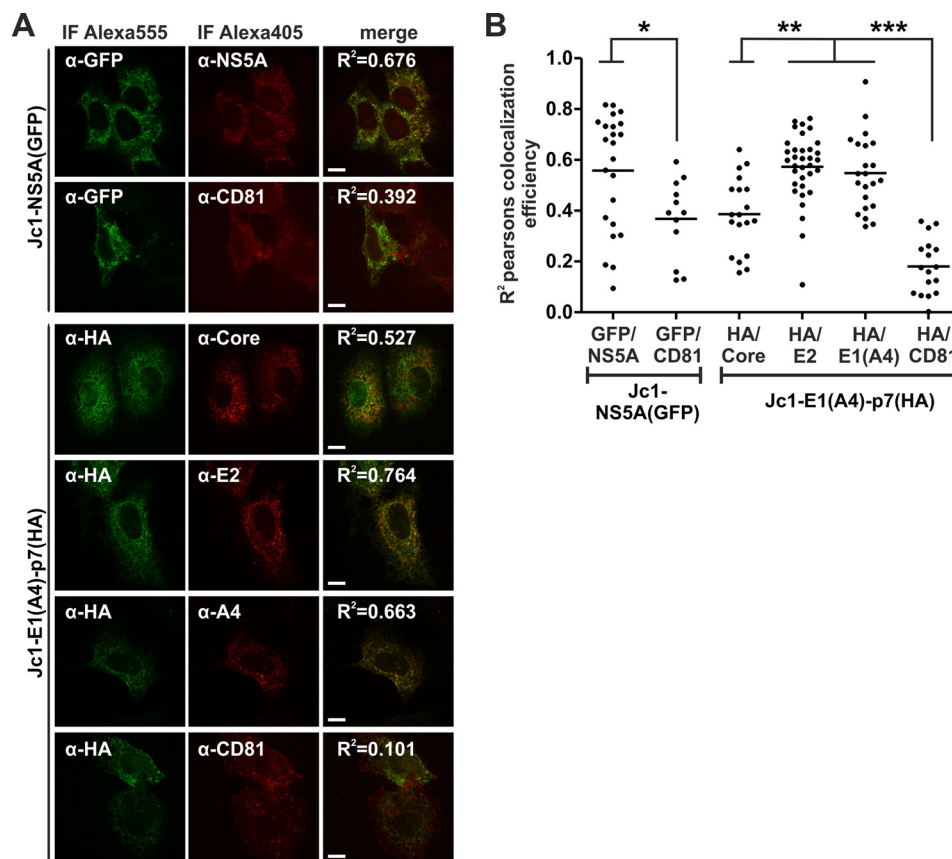 A
IF Alexa555 IF Alexa405 merge
Jc1-NS5A(GFP)
α-GFP α-NS5A R²=0.676
α-GFP α-CD81 R²=0.392
Jc1-E1(A4)-p7(HA)
α-HA α-Core R²=0.527
α-HA α-E2 R²=0.764
α-HA α-A4 R²=0.663
α-HA α-CD81 R²=0.101
B
* ** ***
R² pearsons colocalization
efficiency
1.0
0.8
0.6
0.4
0.2
0.0
GFP/ GFP/ HA/ HA/ HA/ HA/
NS5A CD81 Core E2 E1(A4) CD81
Jc1-
NS5A(GFP)
Jc1-E1(A4)-p7(HA)